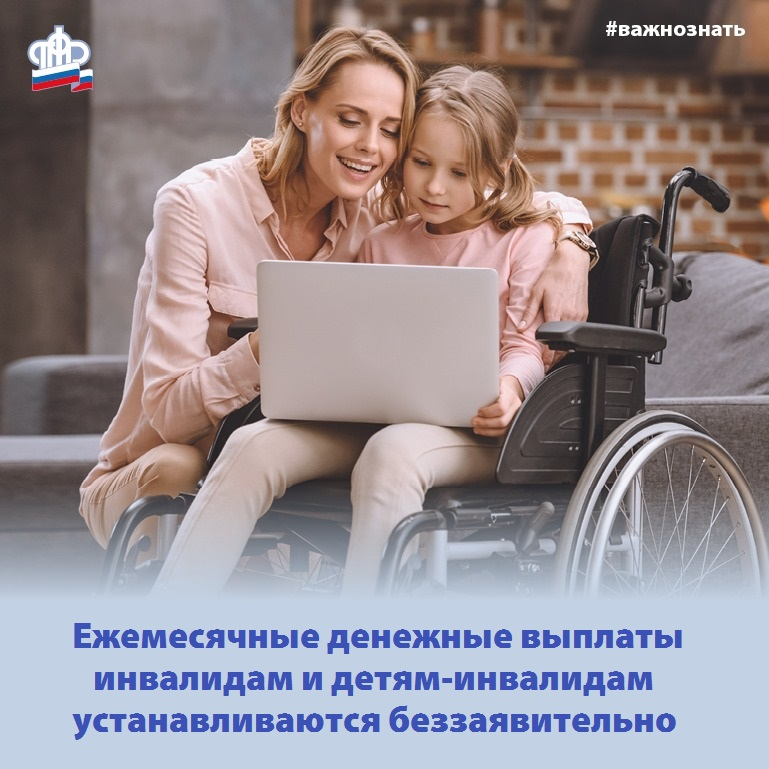 #важнознать
Ежемесячные денежные выплаты
инвалидам и детям-инвалидам
устанавливаются беззаявительно